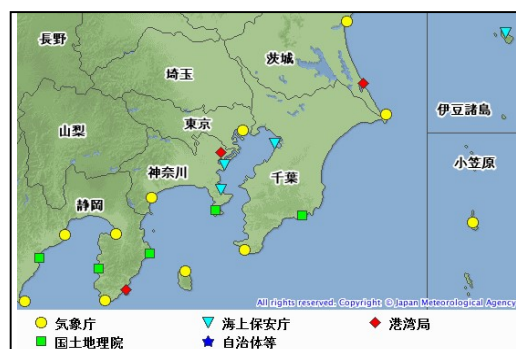 長野
茨城
埼玉
伊豆諸島
東京
山梨
小笠原
神奈川
千葉
静岡
All rights reserved. Copyright © Japan Meteorological Agency
気象庁 海上保安庁 港湾局
国土地理院 自治体等